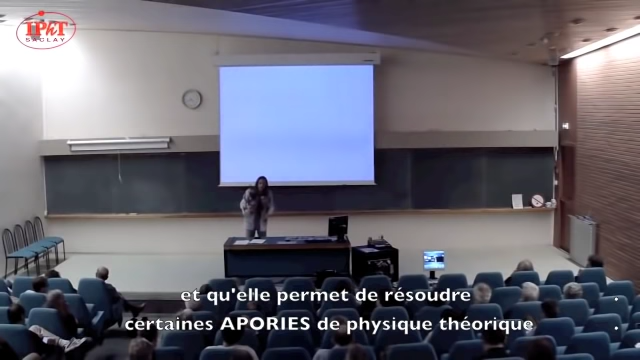 IPhT
SACLAY
et qu'elle permet de résoudre
certaines APORIES de physique théorique